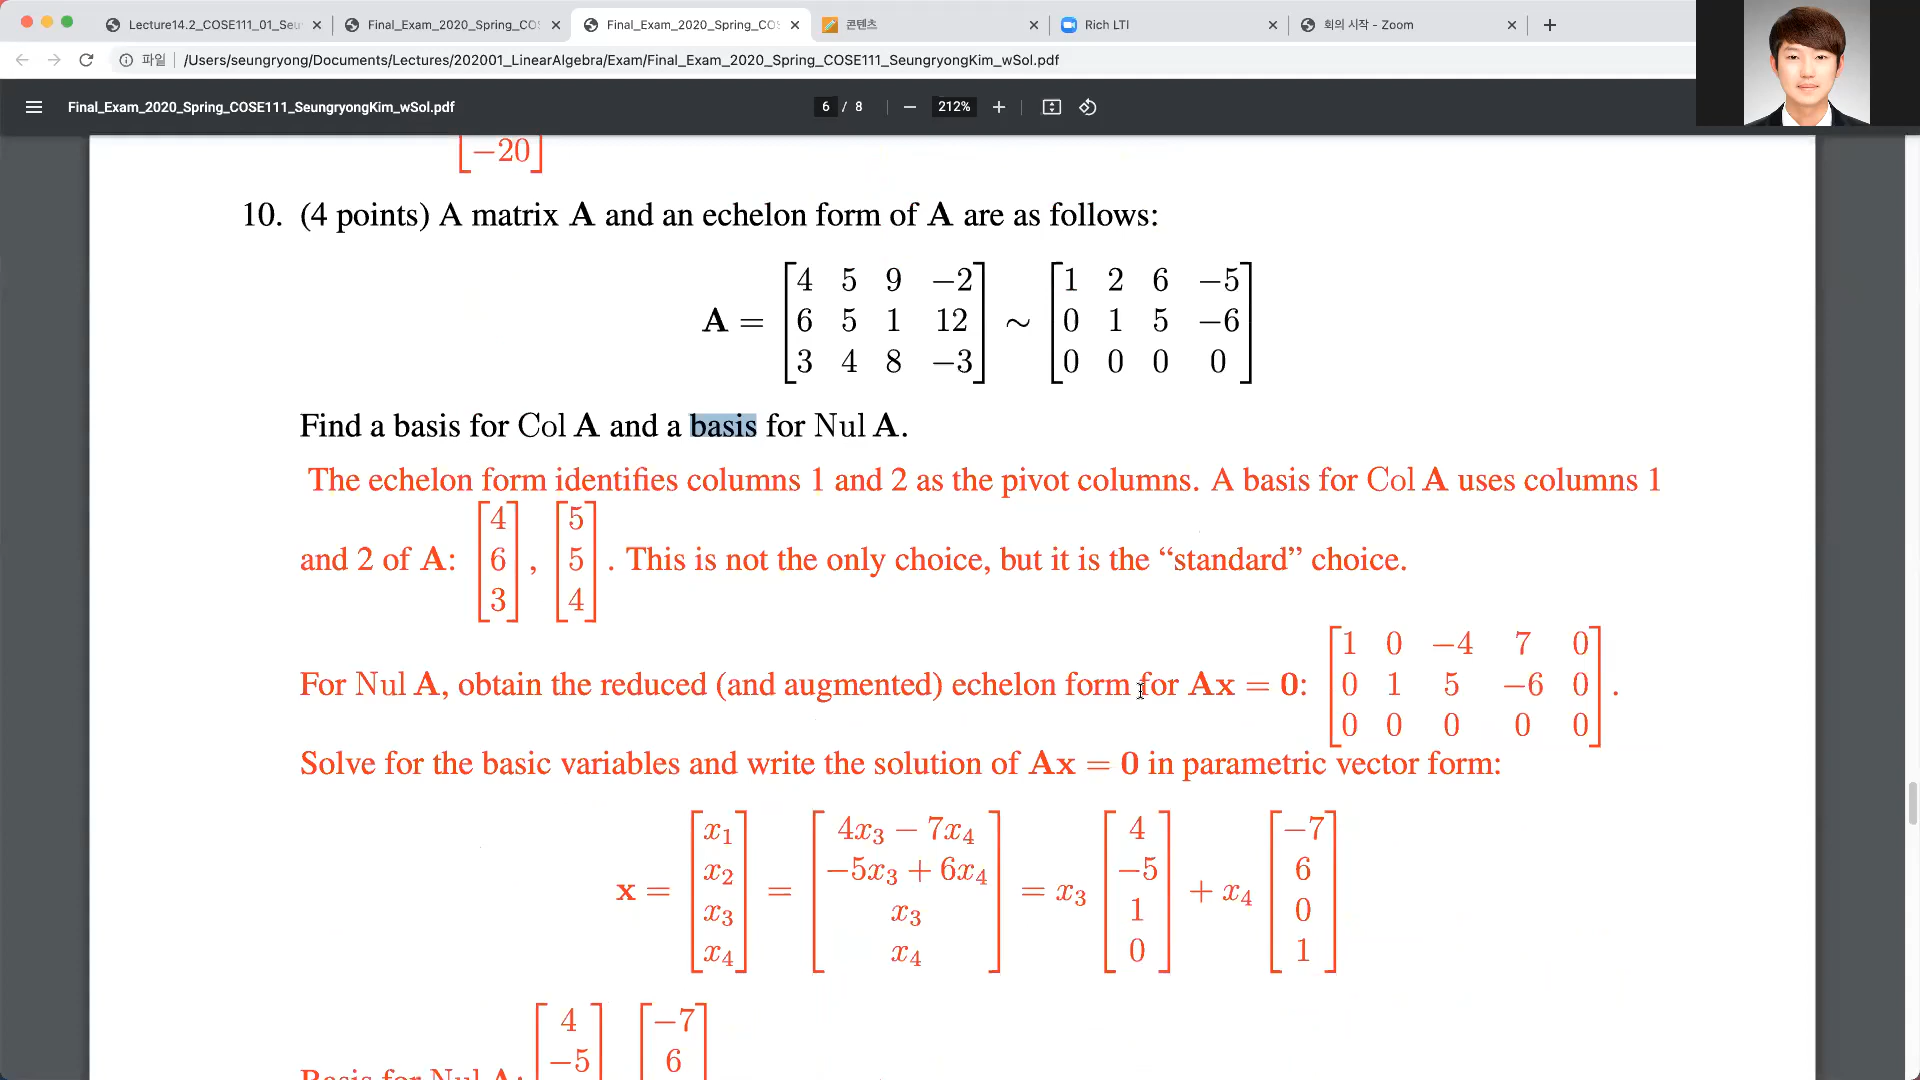 Lecture14.2_COSE111_01_Seu
Final_Exam_2020_Spring_COS
Final_Exam_2020_Spring_COS
콘텐츠
Rich LTI
회의 시작 - Zoom
파일 /Users/seungryong/Documents/Lectures/202001_LinearAlgebra/Exam/Final_Exam_2020_Spring_COSE111_SeungryongKim_wSol.pdf
Final_Exam_2020_Spring_COSE111_SeungryongKim_wSol.pdf 6 / 8 − 212% +
[−20]
10. (4 points) A matrix A and an echelon form of A are as follows:
4 5 9 −2 1 2 6 −5
A = 6 5 1 12 ∼ 0 1 5 −6
3 4 8 −3 0 0 0 0
Find a basis for Col A and a basis for Nul A.
The echelon form identifies columns 1 and 2 as the pivot columns. A basis for Col A uses columns 1
4 5
and 2 of A: 6 , 5 . This is not the only choice, but it is the “standard” choice.
3 4
1 0 −4 7 0
For Nul A, obtain the reduced (and augmented) echelon form for Ax = 0: 0 1 5 −6 0 .
0 0 0 0 0
Solve for the basic variables and write the solution of Ax = 0 in parametric vector form:
x1 4x3 − 7x4 4 −7
x2 −5x3 + 6x4 −5 6
x = = = x3 + x4
x3 x3 1 0
x4 x4 0 1
4 −7
−5 6
Basis for Nul A: